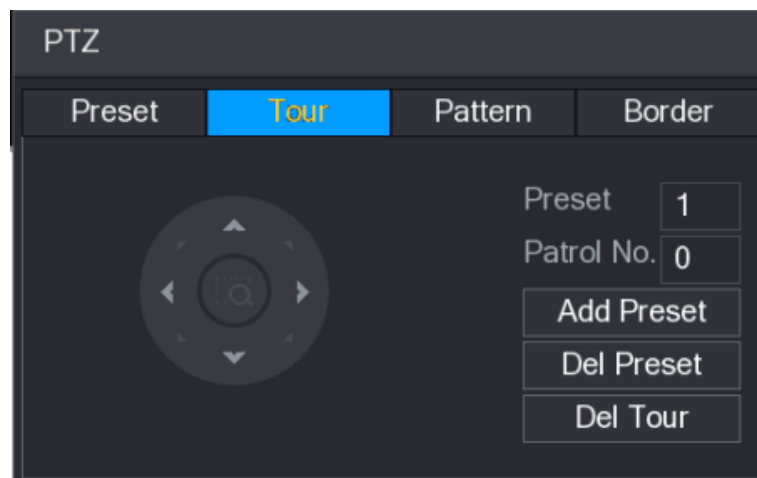 PTZ
Preset Tour Pattern Border
Preset 1
Patrol No. 0
Add Preset
Del Preset
Del Tour